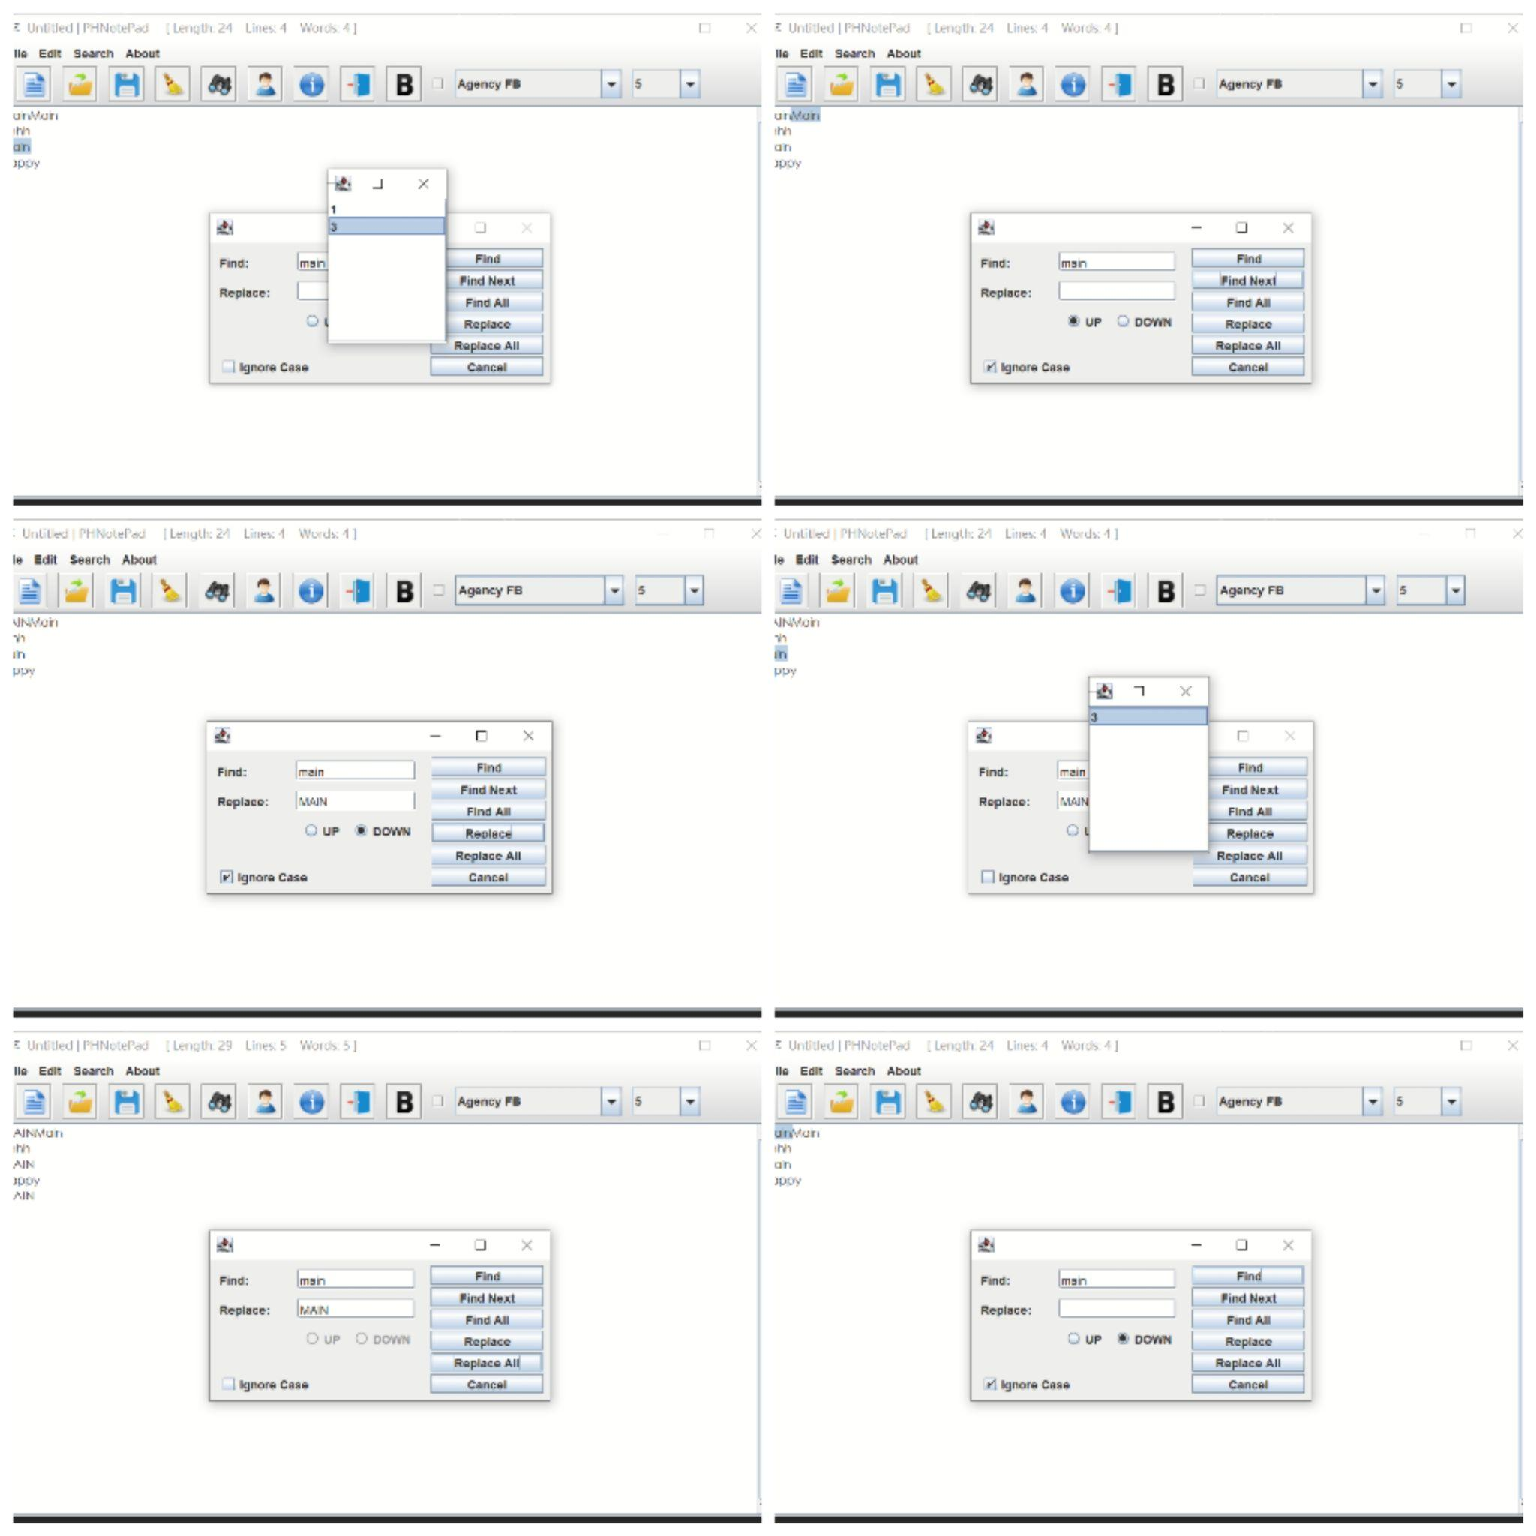 Untitled | PHNotePad [ Length: 24 Lines: 4 Words: 4 ]
ile Edit Search About
B Agency FB 5
ainMain
hh
ain
appy
1
3
Find: main Find
Find Next
Replace: Find All
U Replace
Replace All
Ignore Case Cancel
Untitled | PHNotePad [ Length: 24 Lines: 4 Words: 4 ]
ile Edit Search About
B Agency FB 5
ainMain
hh
ain
appy
Find: main Find
Find Next
Replace: Find All
UP DOWN Replace
Replace All
Ignore Case Cancel
Untitled | PHNotePad [ Length: 24 Lines: 4 Words: 4 ]
le Edit Search About
B Agency FB 5
AINMain
hh
in
ppy
Find: main Find
Find Next
Replace: MAIN Find All
UP DOWN Replace
Replace All
Ignore Case Cancel
Untitled | PHNotePad [ Length: 24 Lines: 4 Words: 4 ]
le Edit Search About
B Agency FB 5
AINMain
hh
in
ppy
3
Find: main Find
Find Next
Replace: MAIN Find All
U Replace
Replace All
Ignore Case Cancel
Untitled | PHNotePad [ Length: 29 Lines: 5 Words: 5 ]
ile Edit Search About
B Agency FB 5
AINMain
hh
AIN
appy
AIN
Find: main Find
Find Next
Replace: MAIN Find All
UP DOWN Replace
Replace All
Ignore Case Cancel
Untitled | PHNotePad [ Length: 24 Lines: 4 Words: 4 ]
ile Edit Search About
B Agency FB 5
ainMain
hh
ain
appy
Find: main Find
Find Next
Replace: Find All
UP DOWN Replace
Replace All
Ignore Case Cancel